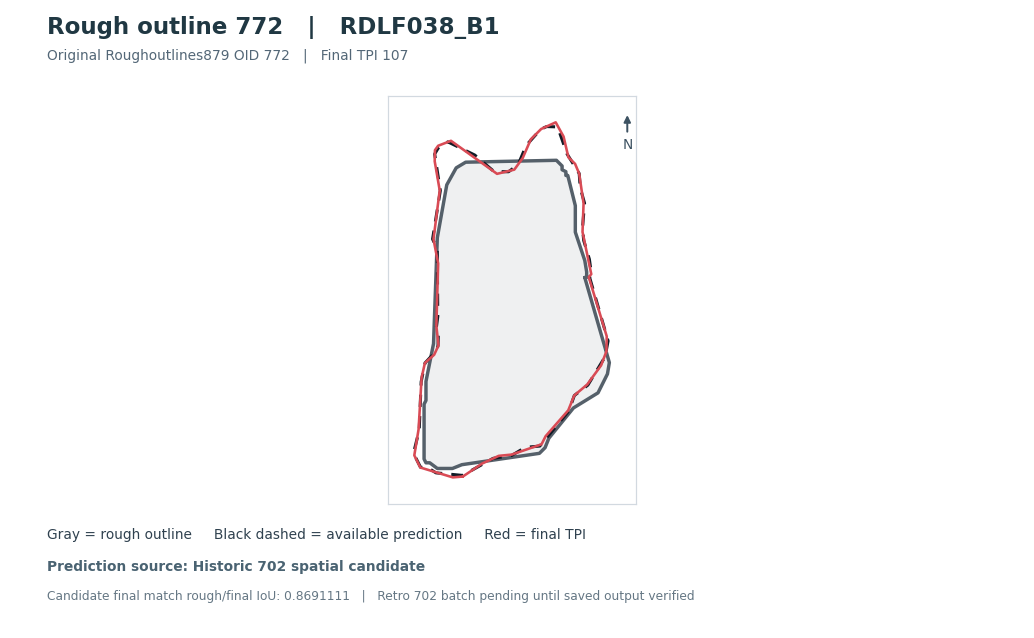 Rough outline 772   |   RDLF038_B1
Original Roughoutlines879 OID 772   |   Final TPI 107
N
Gray = rough outline     Black dashed = available prediction     Red = final TPI
Prediction source: Historic 702 spatial candidate
Candidate final match rough/final IoU: 0.8691111   |   Retro 702 batch pending until saved output verified